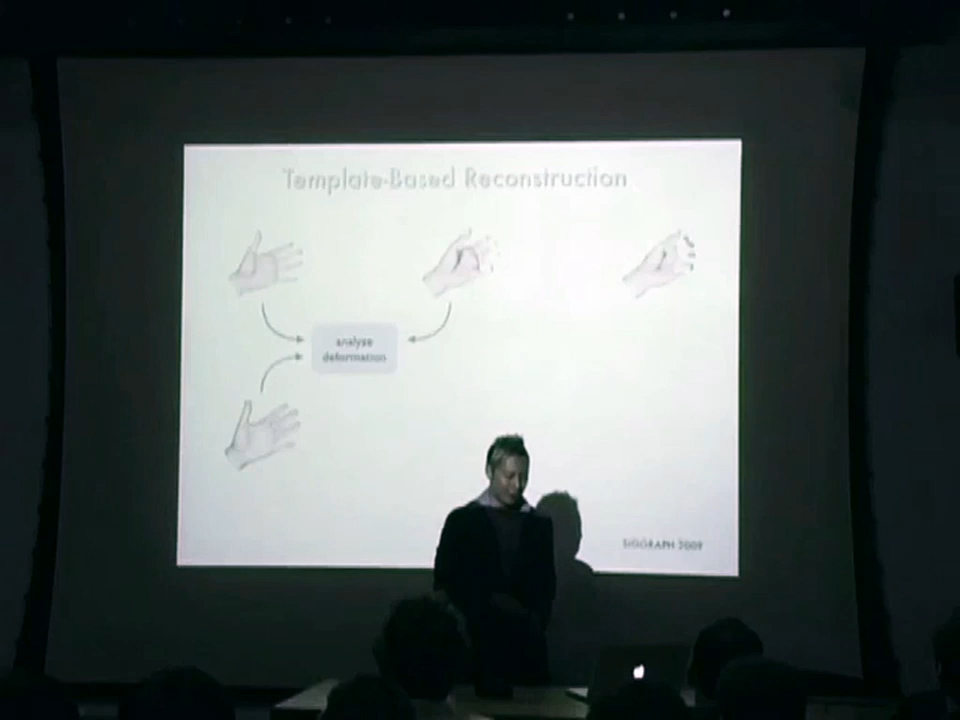 Template-Based Reconstruction
analyze
deformation
SIGGRAPH 2009